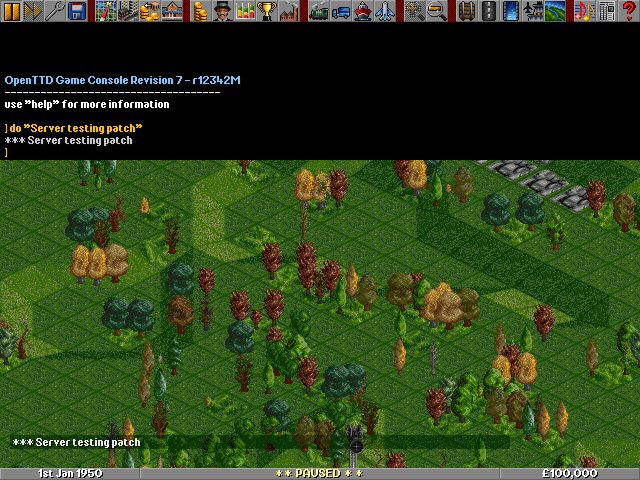 OpenTTD Game Console Revision 7 - r12342M
------------------------------------
use "help" for more information
]do "Server testing patch"
*** Server testing patch
]
*** Server testing patch
1st Jan 1950
* * PAUSED * *
£100,000